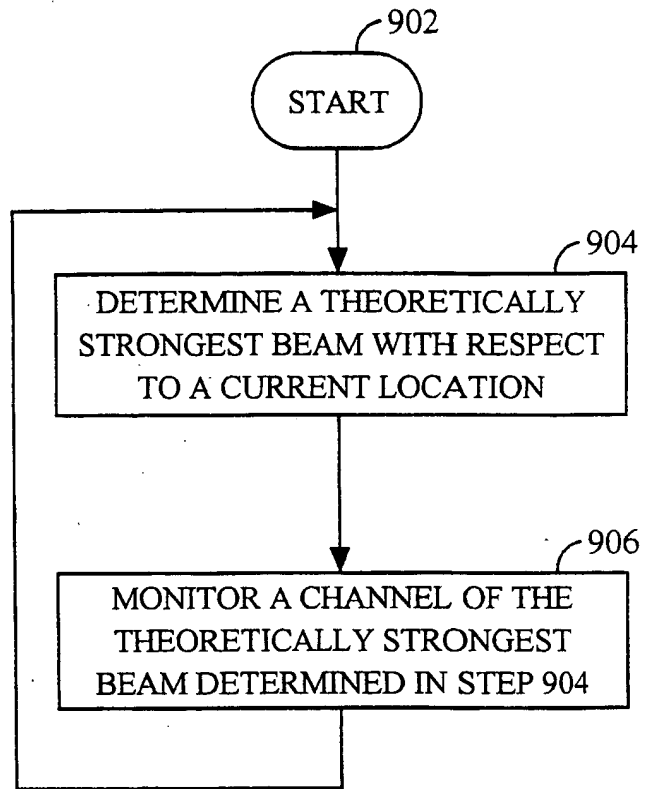 902
START
904
DETERMINE A THEORETICALLY
STRONGEST BEAM WITH RESPECT
TO A CURRENT LOCATION
906
MONITOR A CHANNEL OF THE
THEORETICALLY STRONGEST
BEAM DETERMINED IN STEP 904